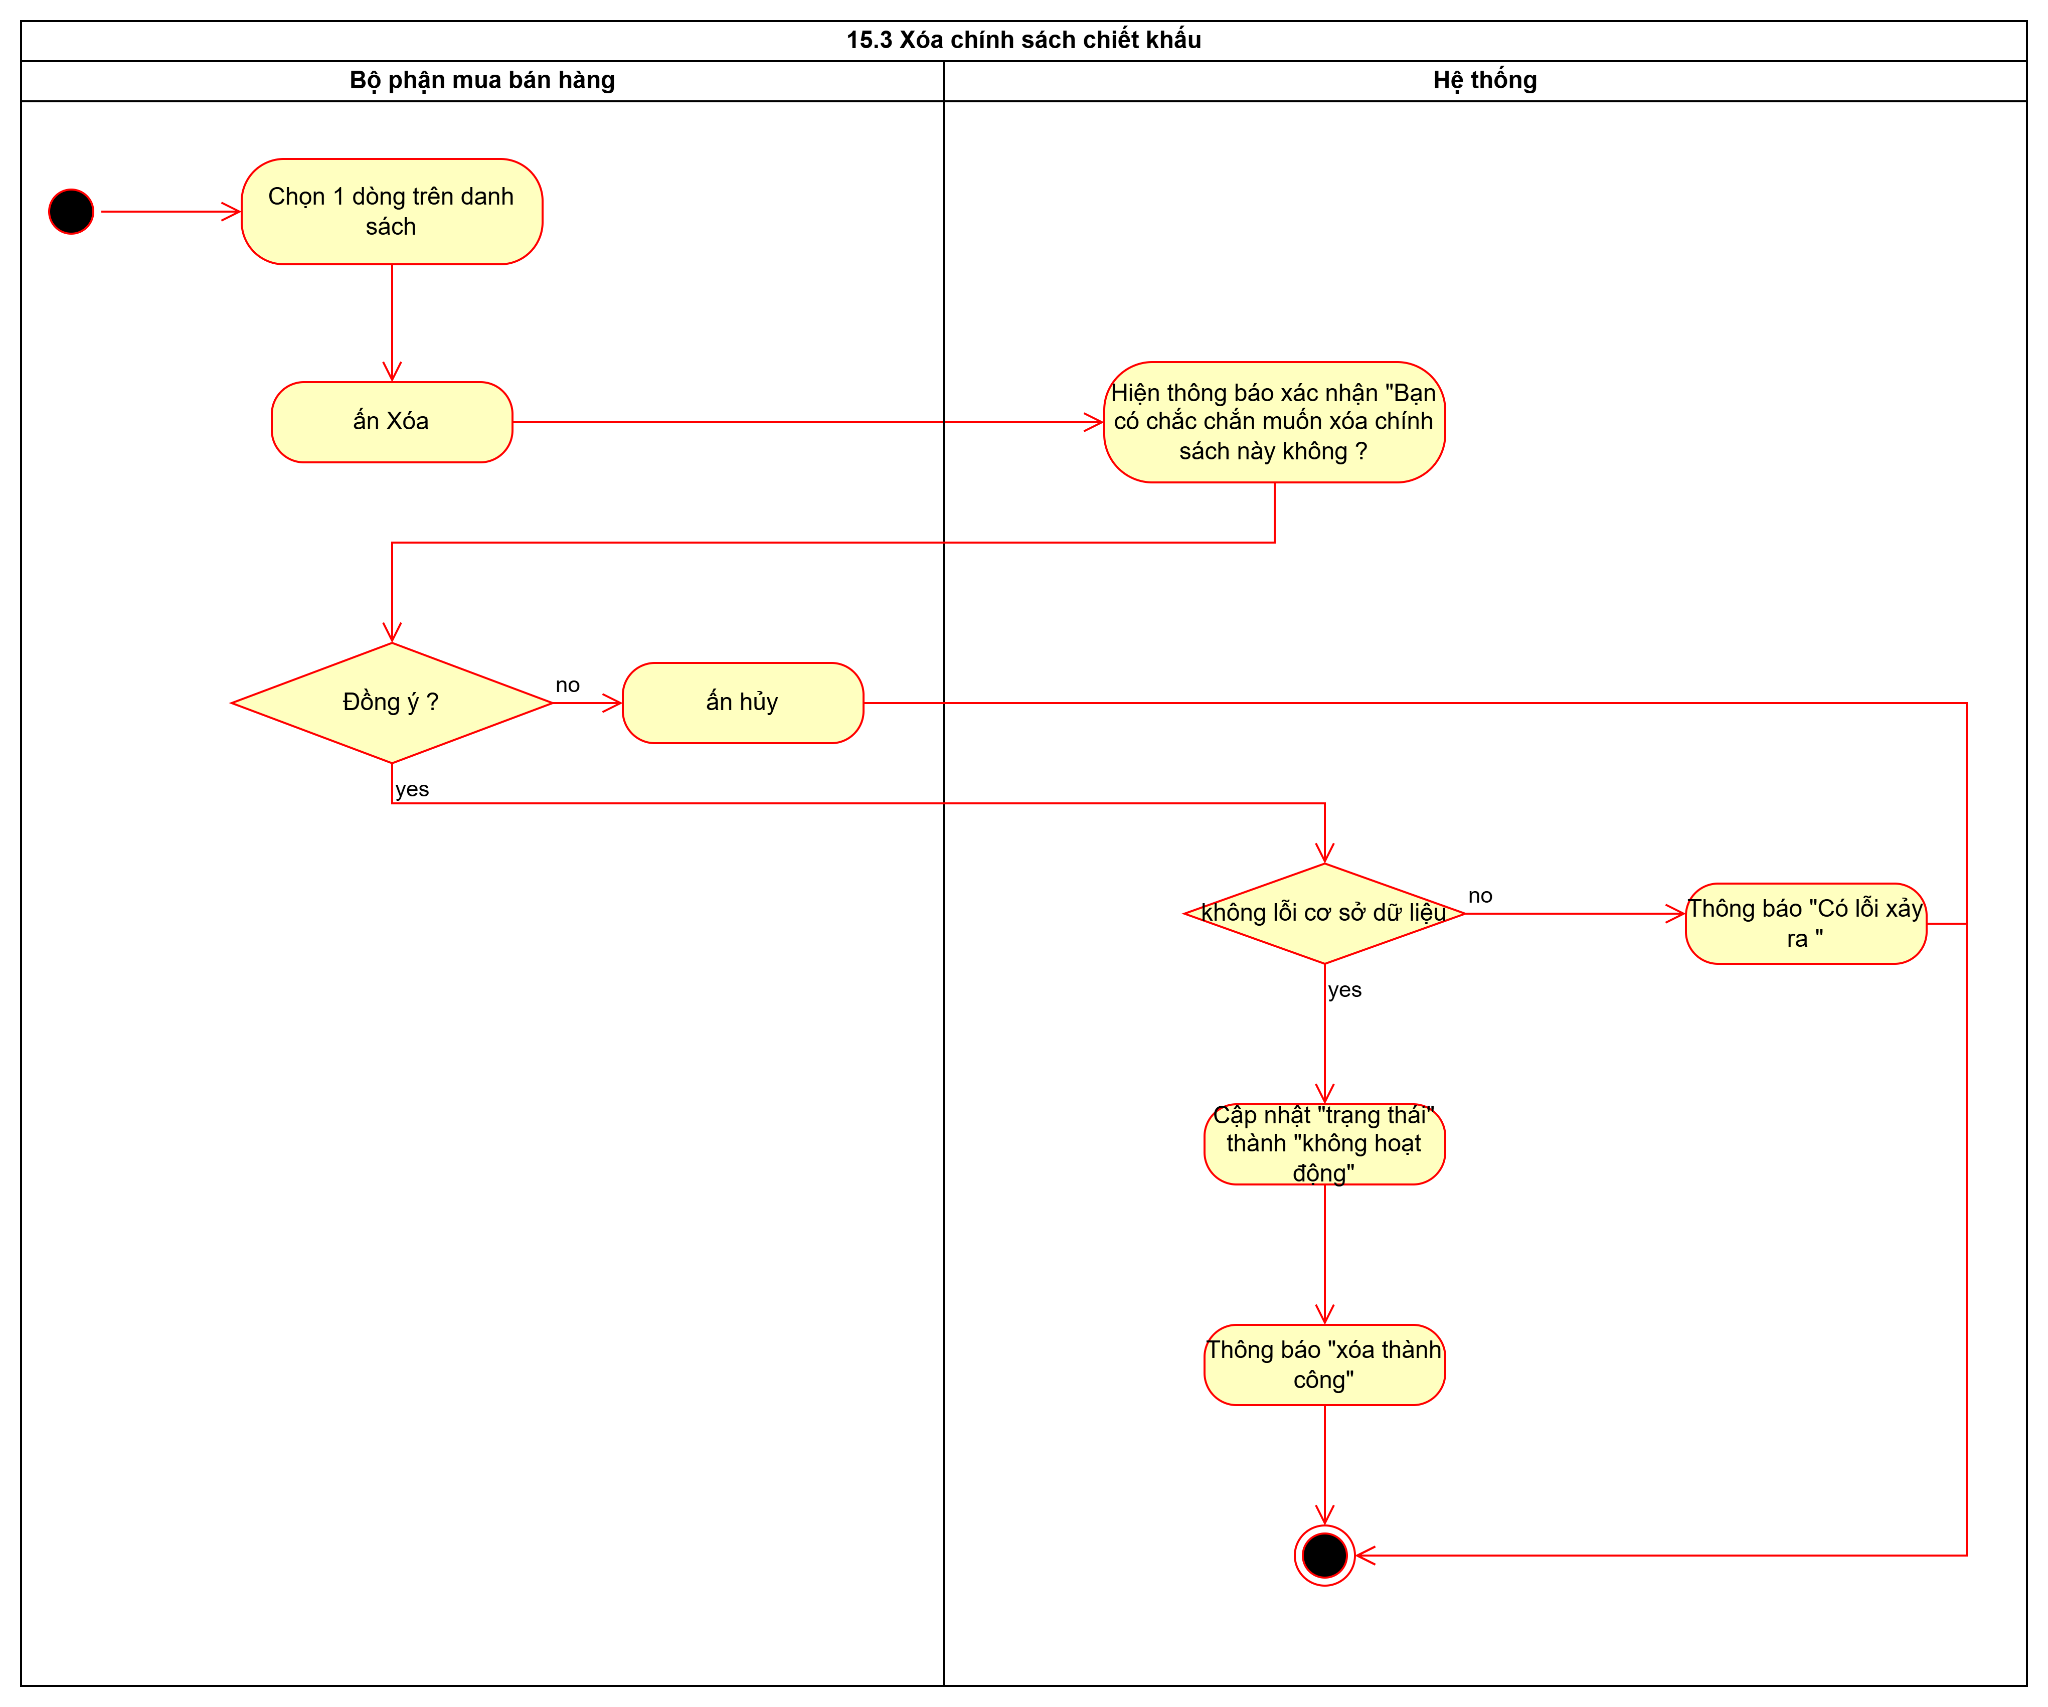 15.3 Xóa chính sách chiết khấu
Bộ phận mua bán hàng
Hệ thống
Chọn 1 dòng trên danh
sách
ấn Xóa
Hiện thông báo xác nhận "Bạn
có chắc chắn muốn xóa chính
sách này không ?
Đồng ý ?
no
ấn hủy
yes
không lỗi cơ sở dữ liệu
no
Thông báo "Có lỗi xảy
ra "
yes
Cập nhật "trạng thái"
thành "không hoạt
động"
Thông báo "xóa thành
công"